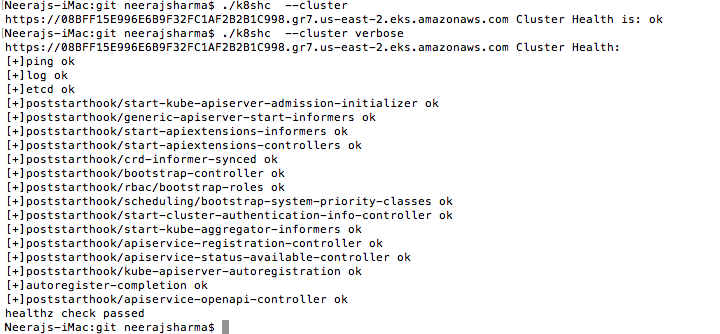 Neerajs-iMac:git neerajsharma$ ./k8shc  --cluster
https://08BFF15E996E6B9F32FC1AF2B2B1C998.gr7.us-east-2.eks.amazonaws.com Cluster Health is: ok
[Neerajs-iMac:git neerajsharma$ ./k8shc  --cluster verbose
https://08BFF15E996E6B9F32FC1AF2B2B1C998.gr7.us-east-2.eks.amazonaws.com Cluster Health:
[+]ping ok
[+]log ok
[+]etcd ok
[+]poststarthook/start-kube-apiserver-admission-initializer ok
[+]poststarthook/generic-apiserver-start-informers ok
[+]poststarthook/start-apiextensions-informers ok
[+]poststarthook/start-apiextensions-controllers ok
[+]poststarthook/crd-informer-synced ok
[+]poststarthook/bootstrap-controller ok
[+]poststarthook/rbac/bootstrap-roles ok
[+]poststarthook/scheduling/bootstrap-system-priority-classes ok
[+]poststarthook/start-cluster-authentication-info-controller ok
[+]poststarthook/start-kube-aggregator-informers ok
[+]poststarthook/apiservice-registration-controller ok
[+]poststarthook/apiservice-status-available-controller ok
[+]poststarthook/kube-apiserver-autoregistration ok
[+]autoregister-completion ok
[+]poststarthook/apiservice-openapi-controller ok
healthz check passed
Neerajs-iMac:git neerajsharma$